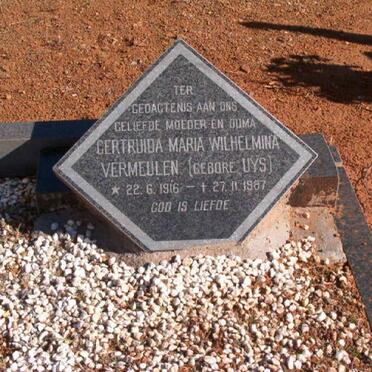 TER
GEDAGTENIS AAN ONS
GELIEFDE MOEDER EN OUMA
GERTRUIDA MARIA WILHELMINA
VERMEULEN (GEBORE UYS)
* 22.6.1916 - † 27.11.1987
GOD IS LIEFDE